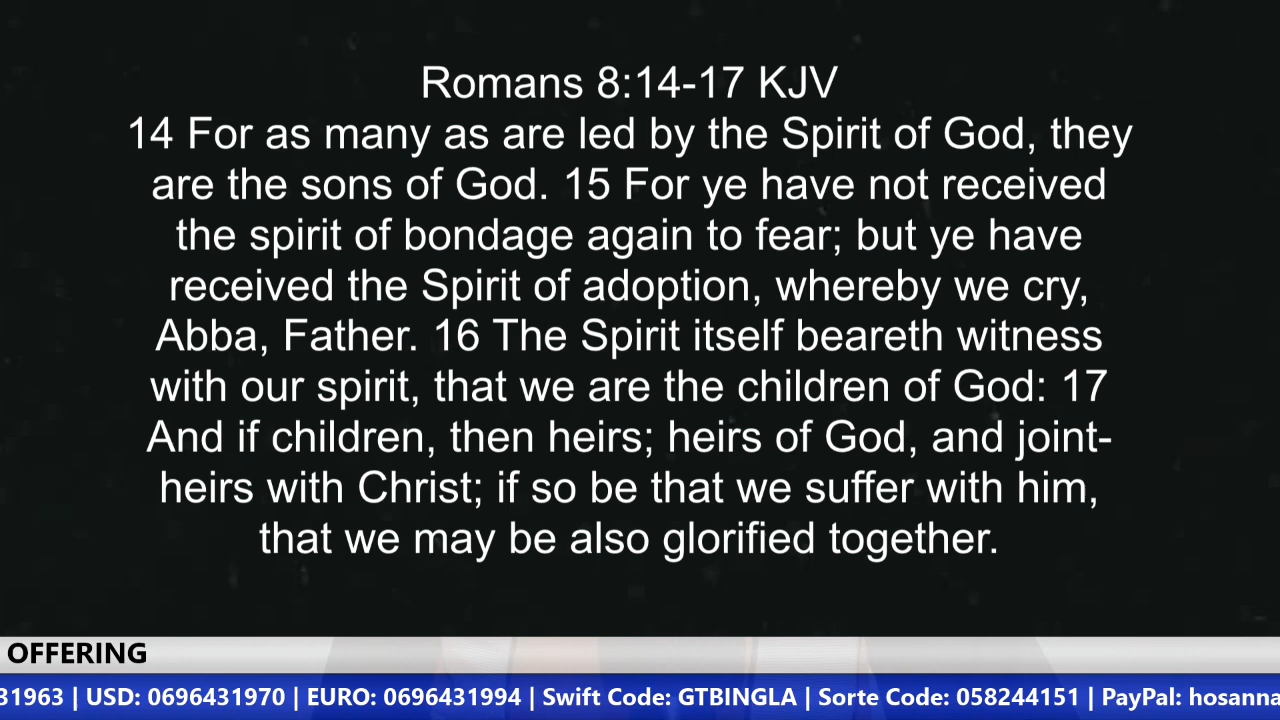 Romans 8:14-17 KJV
14 For as many as are led by the Spirit of God, they
are the sons of God. 15 For ye have not received
the spirit of bondage again to fear; but ye have
received the Spirit of adoption, whereby we cry,
Abba, Father. 16 The Spirit itself beareth witness
with our spirit, that we are the children of God: 17
And if children, then heirs; heirs of God, and joint-
heirs with Christ; if so be that we suffer with him,
that we may be also glorified together.
OFFERING
31963 | USD: 0696431970 | EURO: 0696431994 | Swift Code: GTBINGLA | Sorte Code: 058244151 | PayPal: hosanna